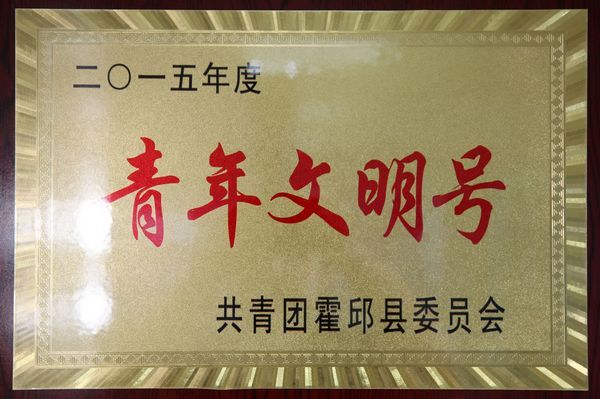 二〇一五年度
青年文明号
共青团霍邱县委员会